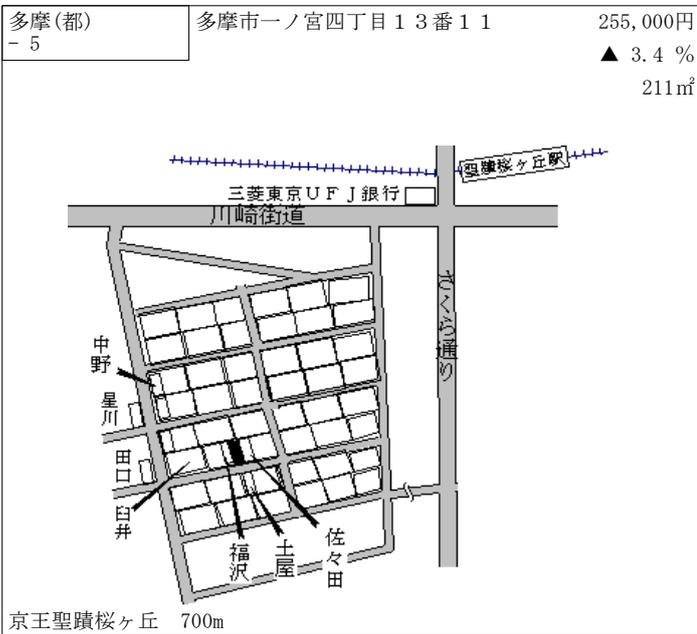 多摩(都)
- 5
多摩市一ノ宮四丁目１３番１１
255,000円
▲ 3.4 %
211㎡
聖蹟桜ヶ丘駅
三菱東京ＵＦＪ銀行
川崎街道
さくら通り
中野
星川
田口
臼井
福沢
土屋
佐々田
京王聖蹟桜ヶ丘　700m